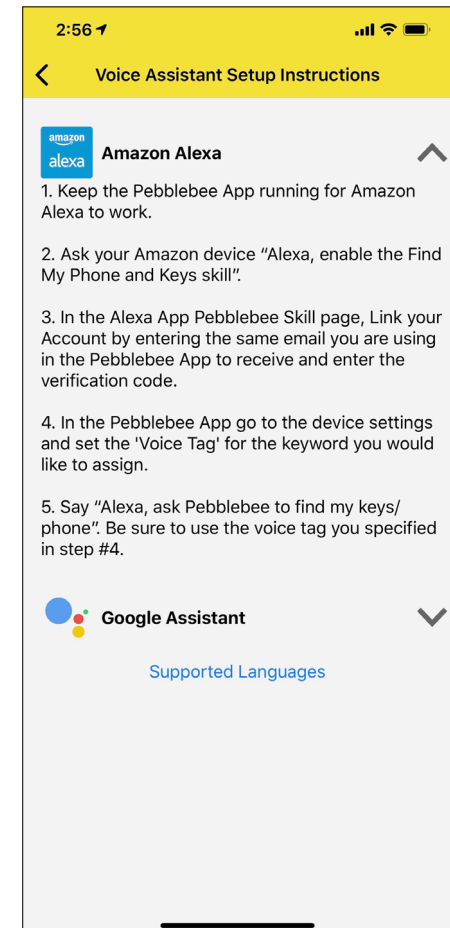 2:56
Voice Assistant Setup Instructions
amazon
alexa
Amazon Alexa
1. Keep the Pebblebee App running for Amazon
Alexa to work.
2. Ask your Amazon device “Alexa, enable the Find
My Phone and Keys skill”.
3. In the Alexa App Pebblebee Skill page, Link your
Account by entering the same email you are using
in the Pebblebee App to receive and enter the
verification code.
4. In the Pebblebee App go to the device settings
and set the 'Voice Tag' for the keyword you would
like to assign.
5. Say “Alexa, ask Pebblebee to find my keys/
phone”. Be sure to use the voice tag you specified
in step #4.
Google Assistant
Supported Languages